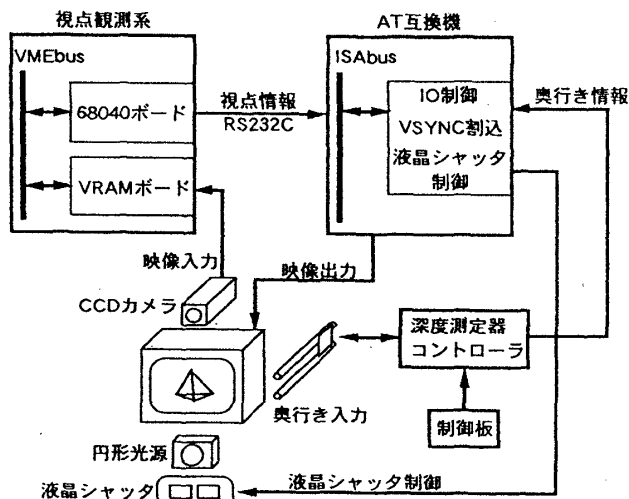 視点観測系
AT互換機
VMEbus
ISAbus
68040ボード
視点情報
RS232C
IO制御
VSYNC割込
液晶シャッタ
制御
奥行き情報
VRAMボード
映像入力
映像出力
CCDカメラ
深度測定器
コントローラ
奥行き入力
制御板
円形光源
液晶シャッタ
液晶シャッタ制御